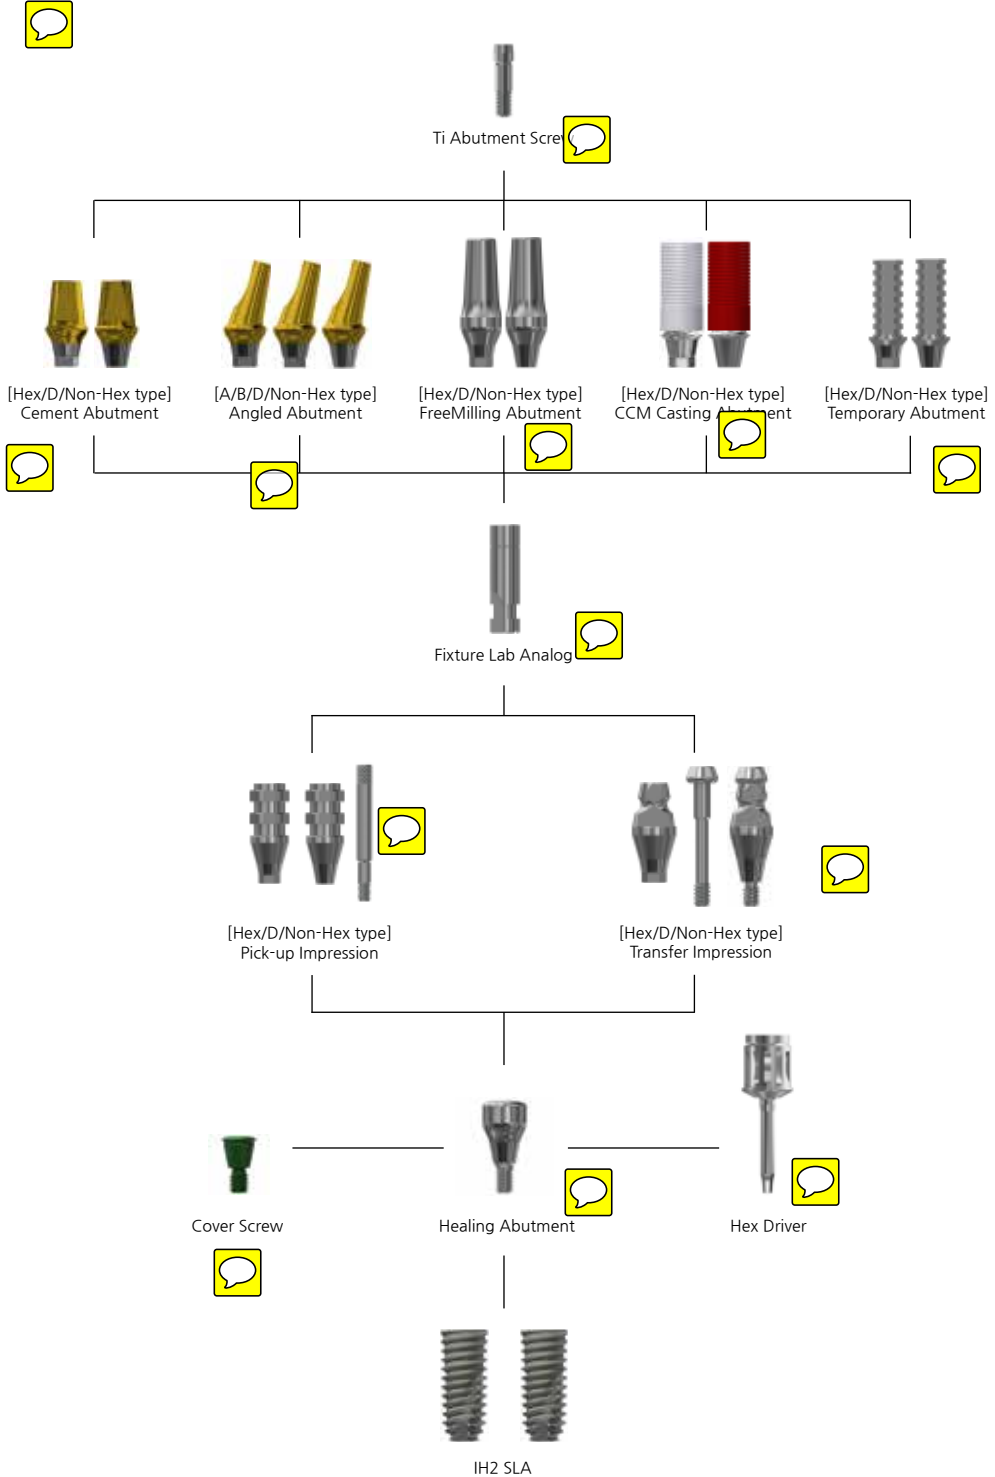 Ti Abutment Screw
[Hex/D/Non-Hex type]
Cement Abutment
[A/B/D/Non-Hex type]
Angled Abutment
[Hex/D/Non-Hex type]
FreeMilling Abutment
[Hex/D/Non-Hex type]
CCM Casting Abutment
[Hex/D/Non-Hex type]
Temporary Abutment
Fixture Lab Analog
[Hex/D/Non-Hex type]
Pick-up Impression
[Hex/D/Non-Hex type]
Transfer Impression
Cover Screw
Healing Abutment
Hex Driver
IH2 SLA